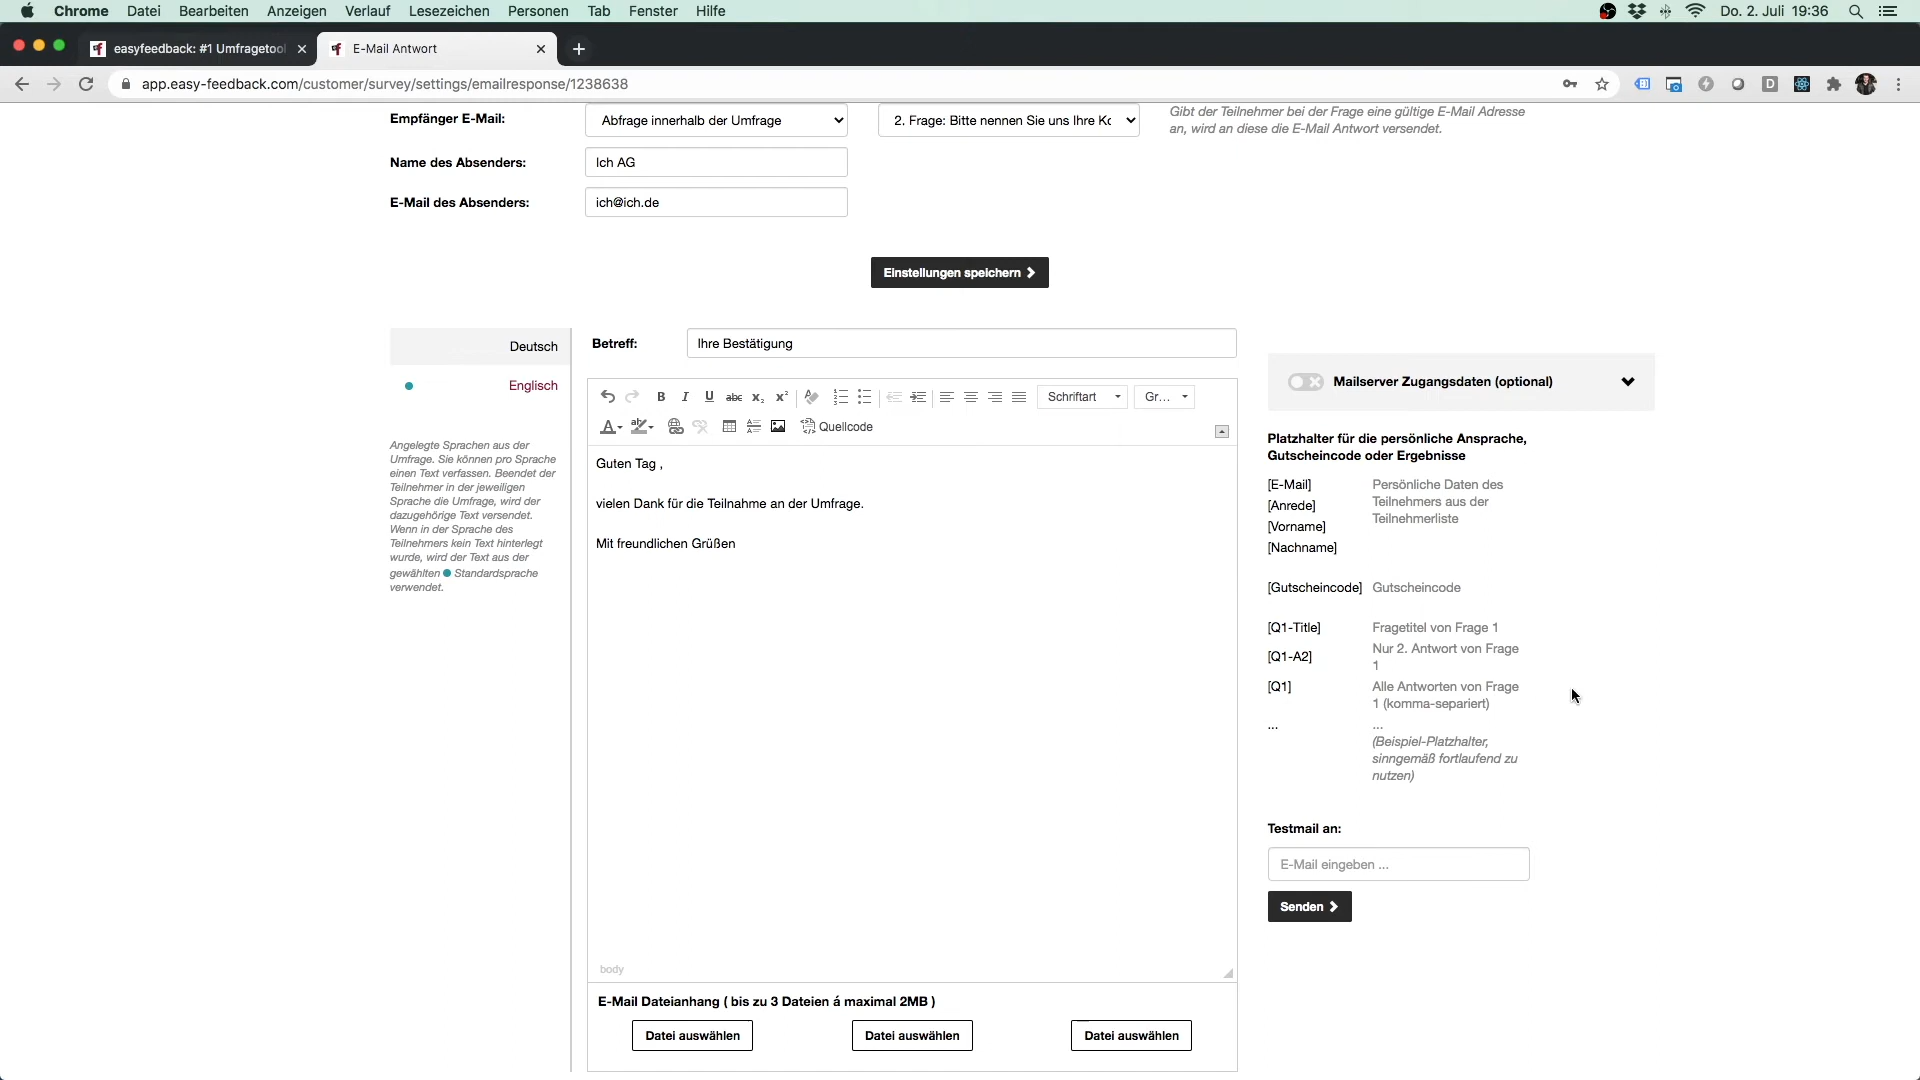 Chrome Datei Bearbeiten Anzeigen Verlauf Lesezeichen Personen Tab Fenster Hilfe Do. 2. Juli 19:36
easyfeedback: #1 Umfragetool E-Mail Antwort
app.easy-feedback.com/customer/survey/settings/emailresponse/1238638
Empfänger E-Mail: Abfrage innerhalb der Umfrage 2. Frage: Bitte nennen Sie uns Ihre Kc
Gibt der Teilnehmer bei der Frage eine gültige E-Mail Adresse
an, wird an diese die E-Mail Antwort versendet.
Name des Absenders: Ich AG
E-Mail des Absenders: ich@ich.de
Einstellungen speichern
Deutsch
Englisch
Angelegte Sprachen aus der
Umfrage. Sie können pro Sprache
einen Text verfassen. Beendet der
Teilnehmer in der jeweiligen
Sprache die Umfrage, wird der
dazugehörige Text versendet.
Wenn in der Sprache des
Teilnehmers kein Text hinterlegt
wurde, wird der Text aus der
gewählten Standardsprache
verwendet.
Betreff: Ihre Bestätigung
Schriftart Gr...
Quellcode
Guten Tag ,
vielen Dank für die Teilnahme an der Umfrage.
Mit freundlichen Grüßen
body
E-Mail Dateianhang ( bis zu 3 Dateien á maximal 2MB )
Datei auswählen Datei auswählen Datei auswählen
Mailserver Zugangsdaten (optional)
Platzhalter für die persönliche Ansprache,
Gutscheincode oder Ergebnisse
[E-Mail] Persönliche Daten des
[Anrede] Teilnehmers aus der
[Vorname] Teilnehmerliste
[Nachname]
[Gutscheincode] Gutscheincode
[Q1-Title] Fragetitel von Frage 1
[Q1-A2] Nur 2. Antwort von Frage
1
[Q1] Alle Antworten von Frage
1 (komma-separiert)
... ...
(Beispiel-Platzhalter,
sinngemäß fortlaufend zu
nutzen)
Testmail an:
E-Mail eingeben ...
Senden